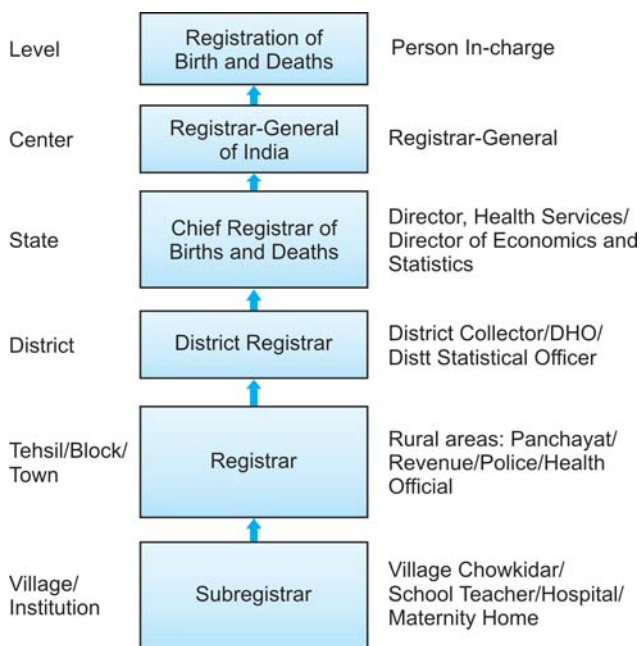 Level
Registration of
Birth and Deaths
Person In-charge
Center
Registrar-General
of India
Registrar-General
State
Chief Registrar of
Births and Deaths
Director, Health Services/
Director of Economics and
Statistics
District
District Registrar
District Collector/DHO/
Distt Statistical Officer
Tehsil/Block/
Town
Registrar
Rural areas: Panchayat/
Revenue/Police/Health
Official
Village/
Institution
Subregistrar
Village Chowkidar/
School Teacher/Hospital/
Maternity Home